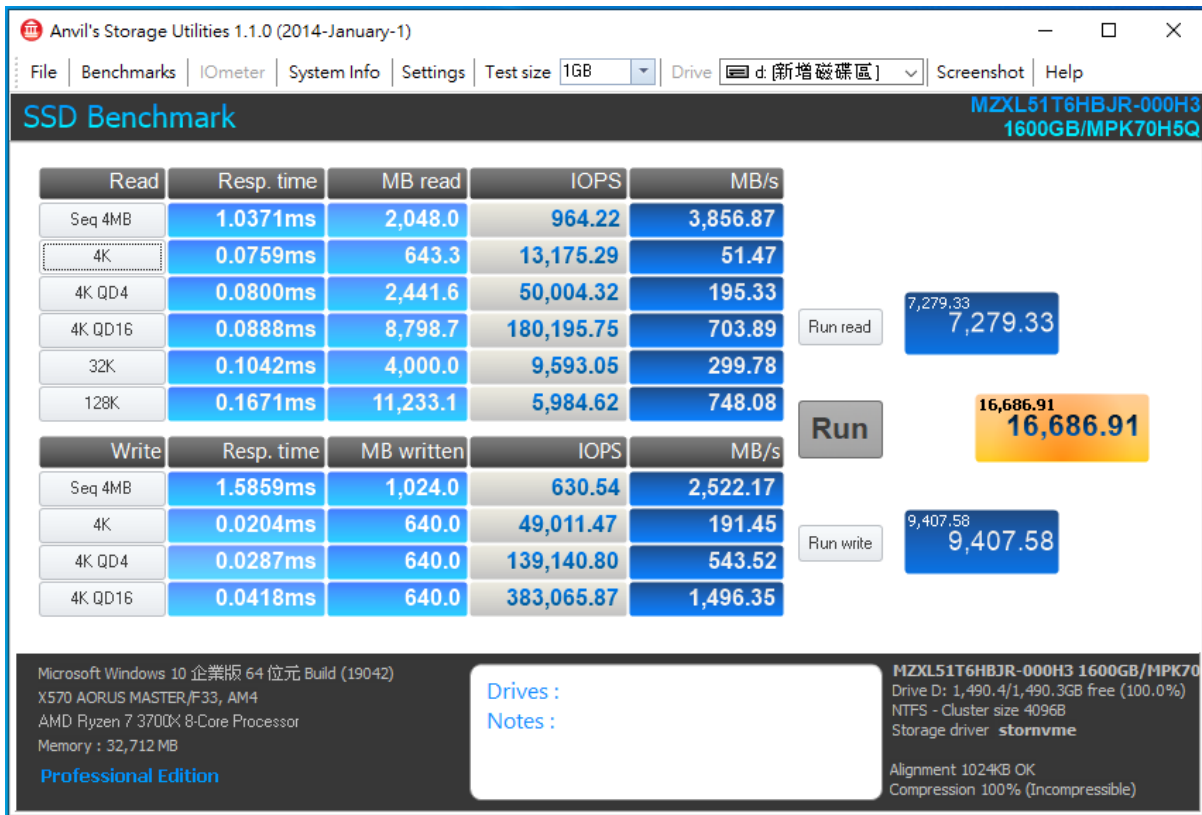 Anvil's Storage Utilities 1.1.0 (2014-January-1)
File Benchmarks IOmeter System Info Settings Test size 1GB Drive d: [新增磁碟區] Screenshot Help
SSD Benchmark
MZXL51T6HBJR-000H3
1600GB/MPK70H5Q
Read Resp. time MB read IOPS MB/s
Seq 4MB 1.0371ms 2,048.0 964.22 3,856.87
4K 0.0759ms 643.3 13,175.29 51.47
4K QD4 0.0800ms 2,441.6 50,004.32 195.33
4K QD16 0.0888ms 8,798.7 180,195.75 703.89
32K 0.1042ms 4,000.0 9,593.05 299.78
128K 0.1671ms 11,233.1 5,984.62 748.08
Run read
7,279.33
7,279.33
Run
16,686.91
16,686.91
Write Resp. time MB written IOPS MB/s
Seq 4MB 1.5859ms 1,024.0 630.54 2,522.17
4K 0.0204ms 640.0 49,011.47 191.45
4K QD4 0.0287ms 640.0 139,140.80 543.52
4K QD16 0.0418ms 640.0 383,065.87 1,496.35
Run write
9,407.58
9,407.58
Microsoft Windows 10 企業版 64 位元 Build (19042)
X570 AORUS MASTER/F33, AM4
AMD Ryzen 7 3700X 8-Core Processor
Memory : 32,712 MB
Professional Edition
Drives :
Notes :
MZXL51T6HBJR-000H3 1600GB/MPK70
Drive D: 1,490.4/1,490.3GB free (100.0%)
NTFS - Cluster size 4096B
Storage driver stornvme
Alignment 1024KB OK
Compression 100% (Incompressible)